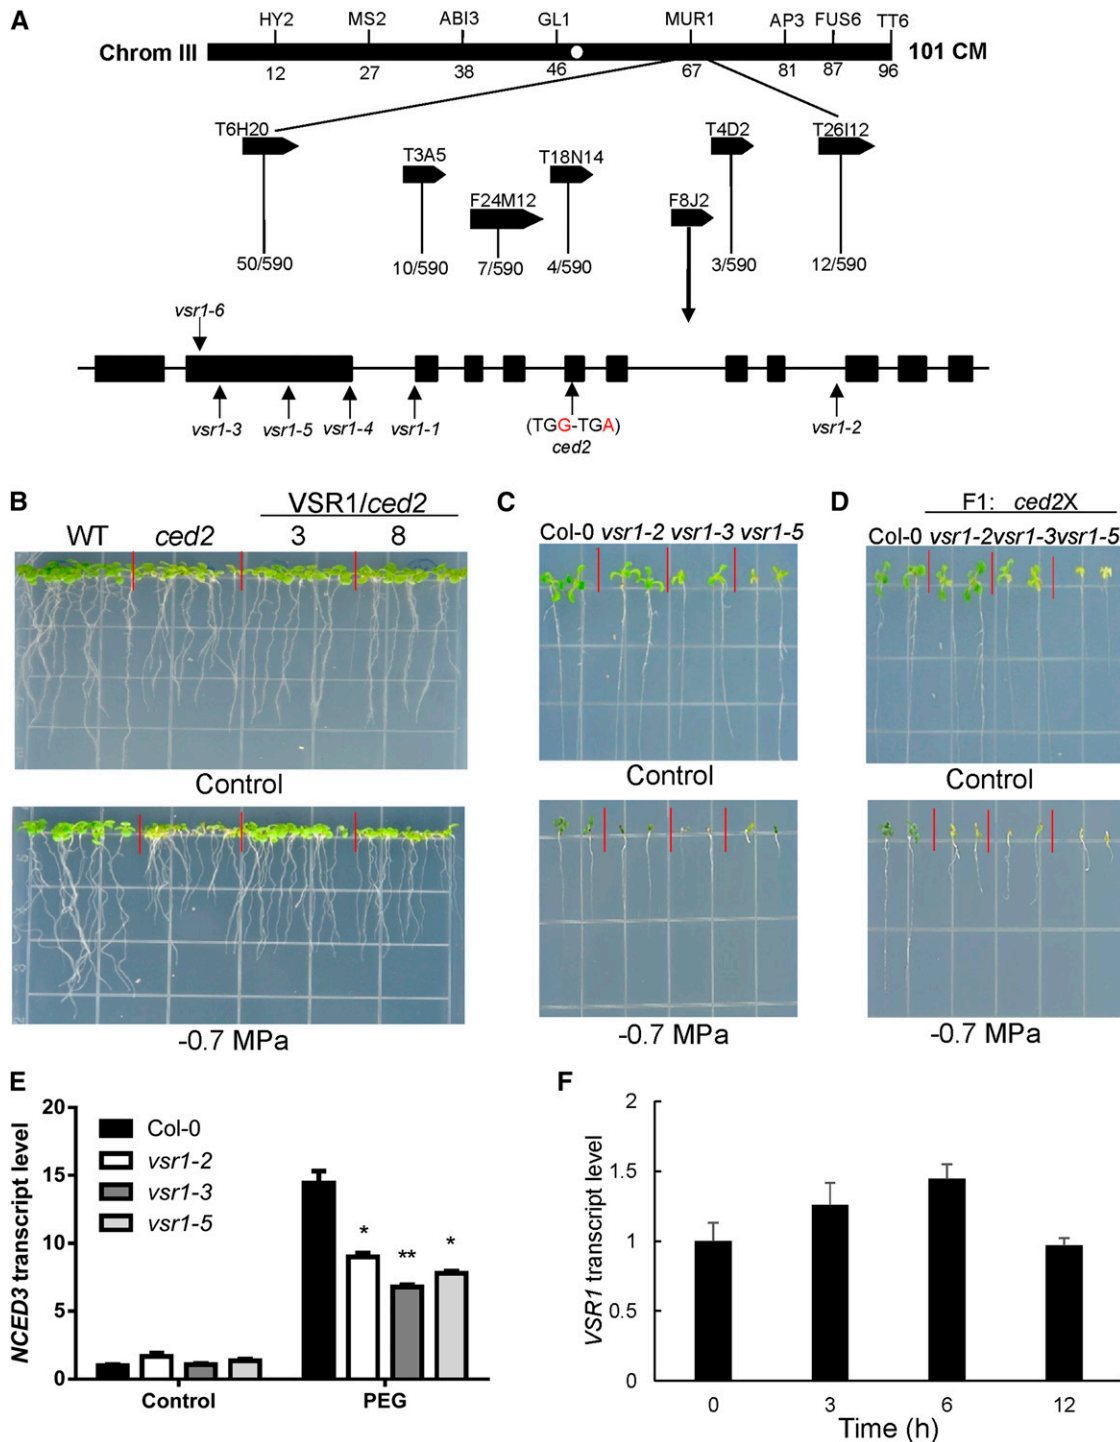 A
HY2 MS2 ABI3 GL1 MUR1 AP3 FUS6 TT6
Chrom III 101 CM
12 27 38 46 67 81 87 96
T6H20 T4D2 T26I12
T3A5 T18N14
F24M12 F8J2
50/590 10/590 7/590 4/590 3/590 12/590
vsr1-6
vsr1-3 vsr1-5 vsr1-4 vsr1-1 (TGG-TGA) vsr1-2
ced2
B
VSR1/ced2
WT ced2 3 8
Control
-0.7 MPa
C
Col-0 vsr1-2 vsr1-3 vsr1-5
Control
-0.7 MPa
D
F1: ced2X
Col-0 vsr1-2 vsr1-3 vsr1-5
Control
-0.7 MPa
E
NCED3 transcript level
20
15
10
5
0
Col-0
vsr1-2
vsr1-3
vsr1-5
* ** *
Control PEG
F
VSR1 transcript level
2
1.5
1
0.5
0
0 3 6 12
Time (h)